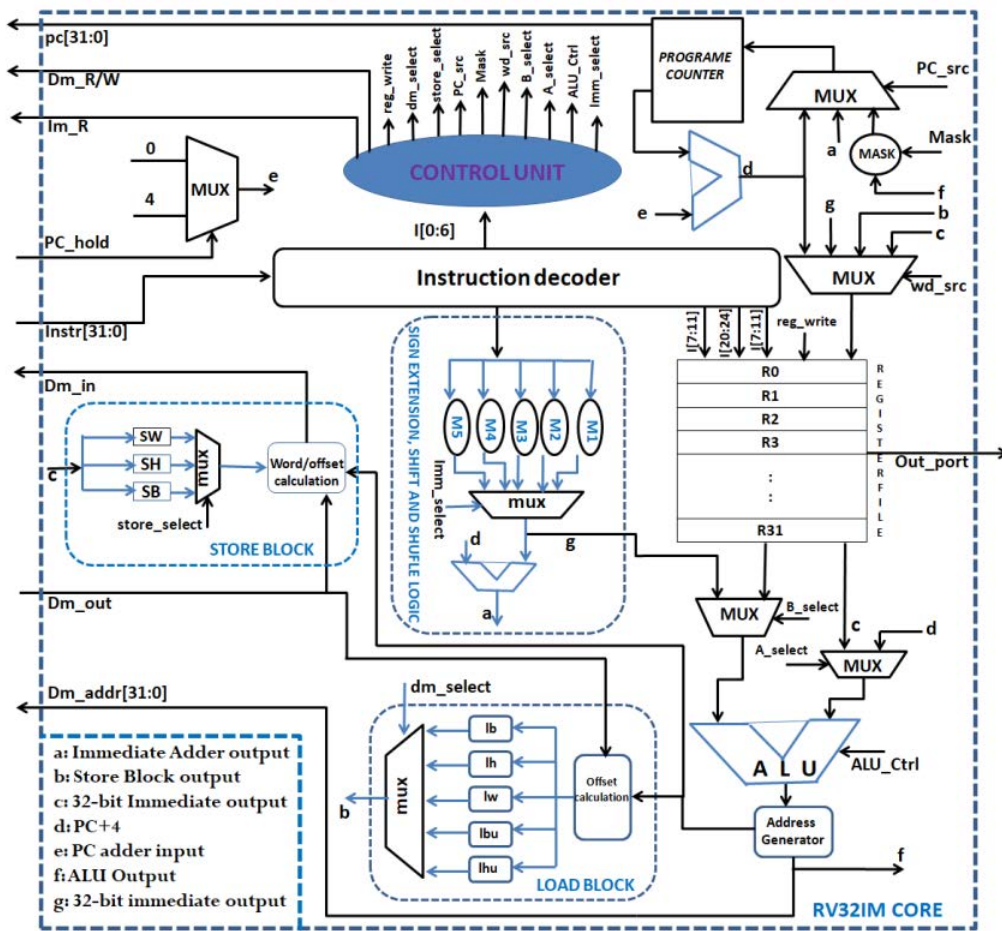 pc[31:0]
Dm_R/W
Im_R
reg_write
dm_select
store_select
PC_src
Mask
wd_src
B_select
A_select
ALU_Ctrl
Imm_select
CONTROL UNIT
PROGRAME
COUNTER
MUX
PC_src
a
MASK
Mask
f
0
4
MUX
e
PC_hold
d
e
g
b
c
MUX
wd_src
I[0:6]
Instruction decoder
Instr[31:0]
I[7:11]
I[20:24]
I[7:11]
reg_write
SIGN EXTENSION, SHIFT AND SHUFLE LOGIC
M5
M4
M3
M2
M1
Imm_select
mux
d
g
a
R0
R1
R2
R3
:
:
R31
REGISTERFILE
Out_port
Dm_in
c
SW
SH
SB
mux
store_select
Word/offset
calculation
STORE BLOCK
Dm_out
MUX
B_select
c
d
A_select
MUX
Dm_addr[31:0]
dm_select
mux
b
lb
lh
lw
lbu
lhu
Offset
calculation
LOAD BLOCK
A L U
ALU_Ctrl
Address
Generator
f
a: Immediate Adder output
b: Store Block output
c: 32-bit Immediate output
d: PC+4
e: PC adder input
f: ALU Output
g: 32-bit immediate output
RV32IM CORE